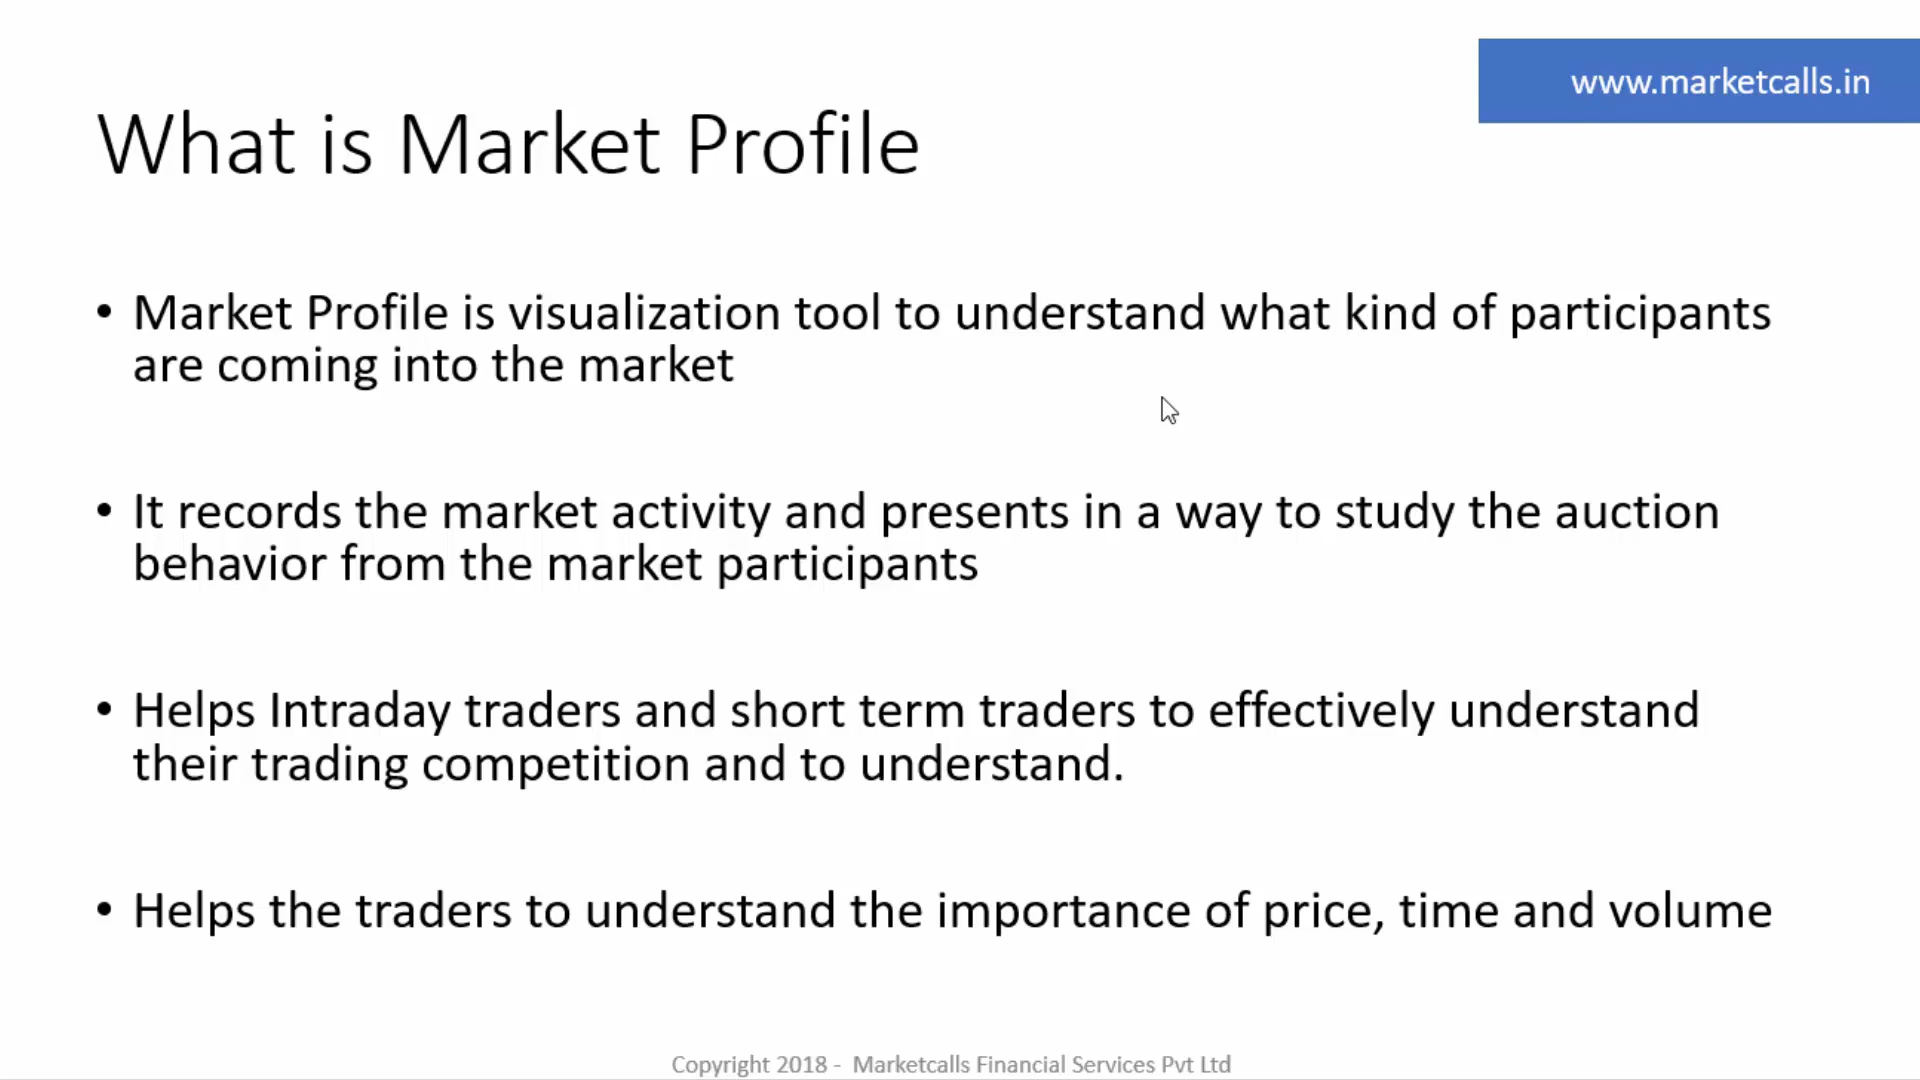 www.marketcalls.in
What is Market Profile
• Market Profile is visualization tool to understand what kind of participants
are coming into the market
• It records the market activity and presents in a way to study the auction
behavior from the market participants
• Helps Intraday traders and short term traders to effectively understand
their trading competition and to understand.
• Helps the traders to understand the importance of price, time and volume
Copyright 2018 - Marketcalls Financial Services Pvt Ltd